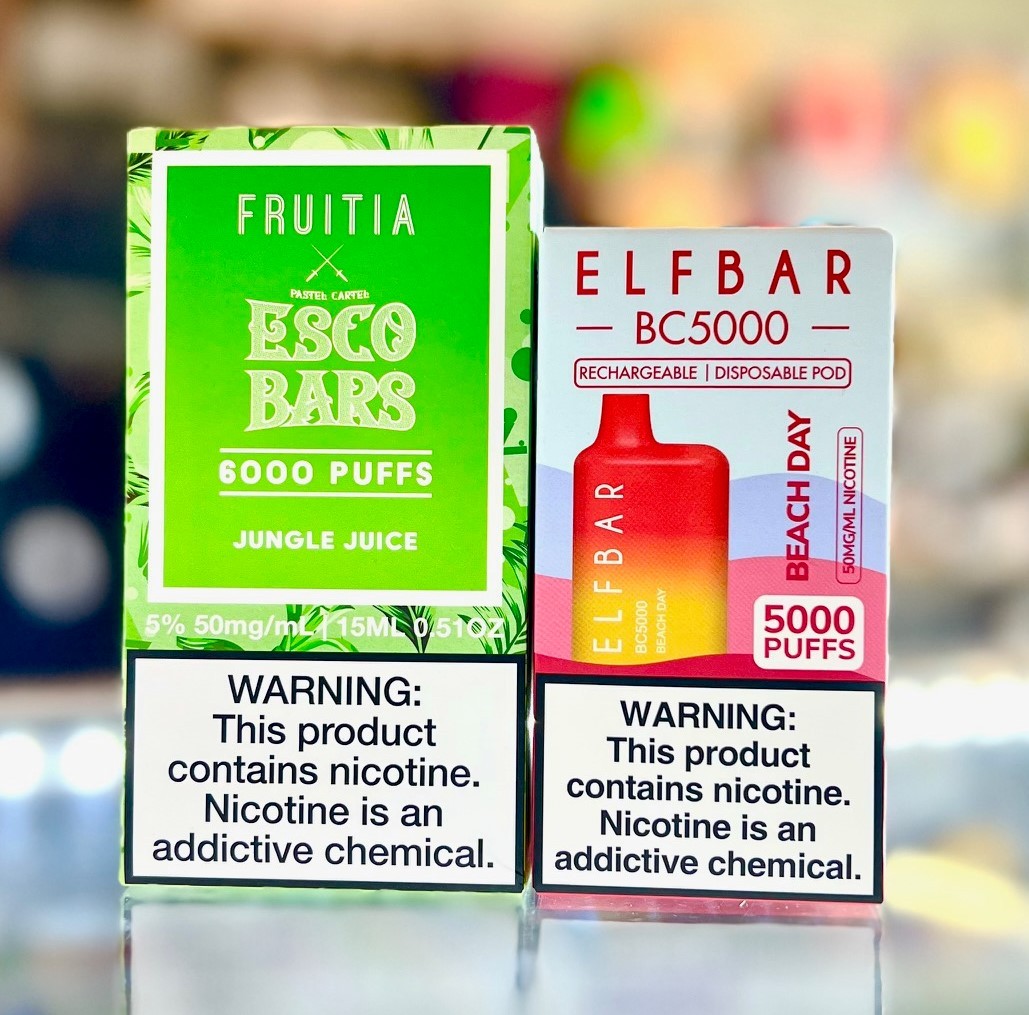 FRUITIA
PASTEL CARTEL
ESCO
BARS
6000 PUFFS
JUNGLE JUICE
5% 50mg/mL | 15ML 0.51OZ
WARNING:
This product
contains nicotine.
Nicotine is an
addictive chemical.
ELFBAR
BC5000
RECHARGEABLE | DISPOSABLE POD
ELFBAR
BC5000
BEACH DAY
BEACH DAY
50MG/ML NICOTINE
5000
PUFFS
WARNING:
This product
contains nicotine.
Nicotine is an
addictive chemical.